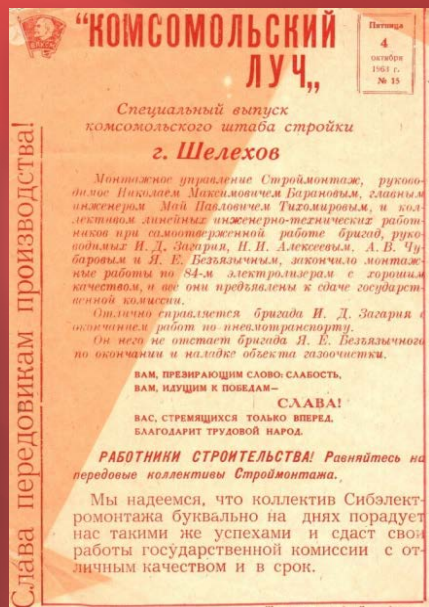 "КОМСОМОЛЬСКИЙ
ЛУЧ„
Пятница
4
октября
1963 г.
№ 15
Специальный выпуск
комсомольского штаба стройки
г. Шелехов
Слава передовикам производства!
Монтажное управление Строймонтаж, руково-
димое Николаем Максимовичем Барановым, главным
инженером Май Павловичем Тихомировым, и кол-
лективом линейных инженерно-технических работ-
ников при самоотверженной работе бригад, руко-
водимых И. Д. Загария, Н. И. Алексеевым. А. В. Чу-
баровым и Я. Е. Безъязычным, закончило монтаж-
ные работы по 84-м электролизерам с хорошим
качеством, и все они предъявлены к сдаче государст-
венной комиссии.
Отлично справляется бригада И. Д. Загария с
окончанием работ по пневмотранспорту.
Он него не отстает бригада Я. Е. Безъязычного
по окончании и наладке объекта газоочистки.
ВАМ, ПРЕЗИРАЮЩИМ СЛОВО: СЛАБОСТЬ,
ВАМ, ИДУЩИМ К ПОБЕДАМ—
СЛАВА!
ВАС, СТРЕМЯЩИХСЯ ТОЛЬКО ВПЕРЕД,
БЛАГОДАРИТ ТРУДОВОЙ НАРОД.
РАБОТНИКИ СТРОИТЕЛЬСТВА! Равняйтесь на
передовые коллективы Строймонтажа.
Мы надеемся, что коллектив Сибэлект-
ромонтажа буквально на днях порадует
нас такими же успехами и сдаст свои
работы государственной комиссии с от-
личным качеством и в срок.